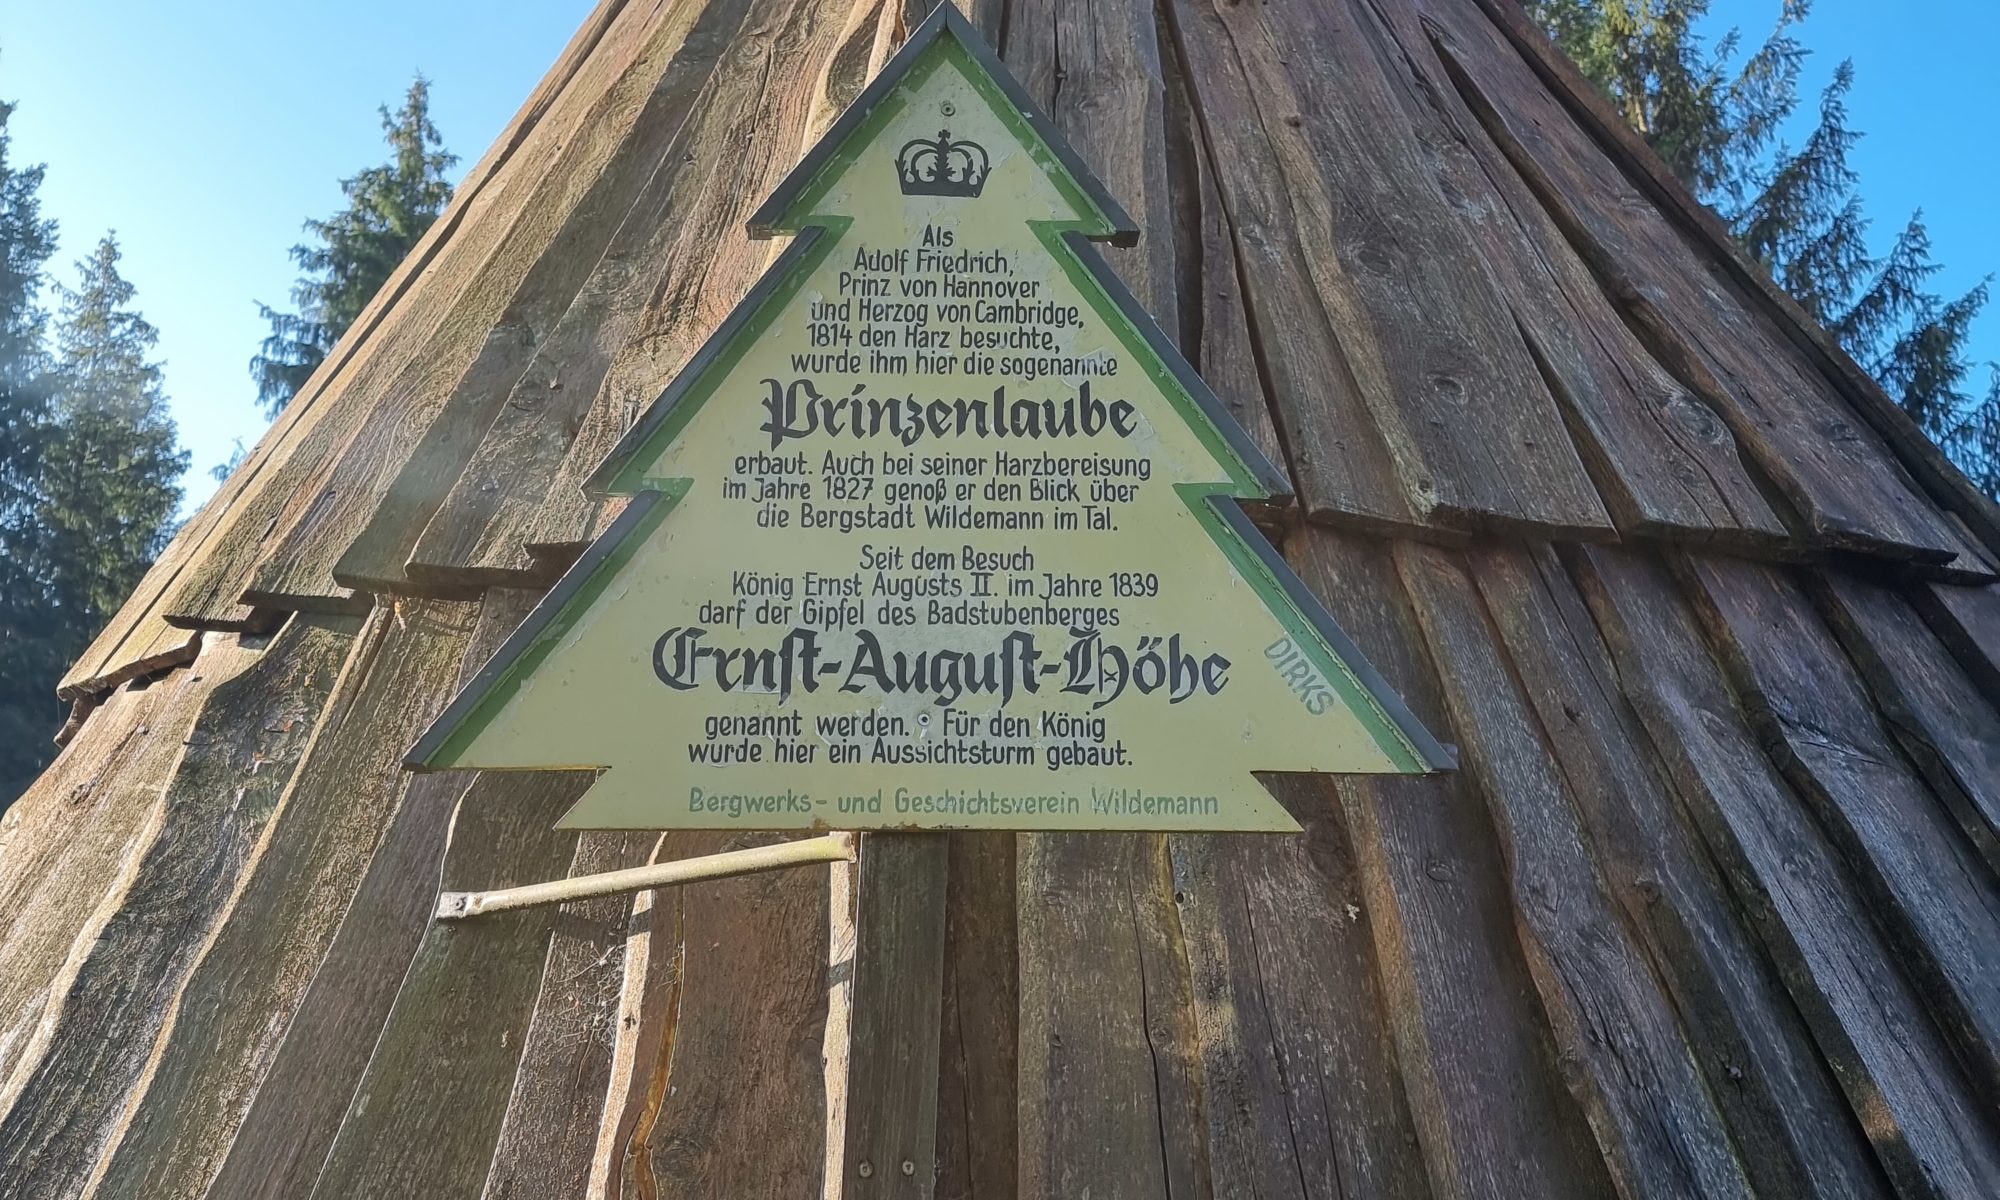 Als
Adolf Friedrich,
Prinz von Hannover
und Herzog von Cambridge,
1814 den Harz besuchte,
wurde ihm hier die sogenannte
Prinzenlaube
erbaut. Auch bei seiner Harzbereisung
im Jahre 1827 genoß er den Blick über
die Bergstadt Wildemann im Tal.
Seit dem Besuch
König Ernst Augusts II. im Jahre 1839
darf der Gipfel des Badstubenberges
Ernst-August-Höhe
genannt werden. Für den König
wurde hier ein Aussichtsturm gebaut.
DIRKS
Bergwerks- und Geschichtsverein Wildemann